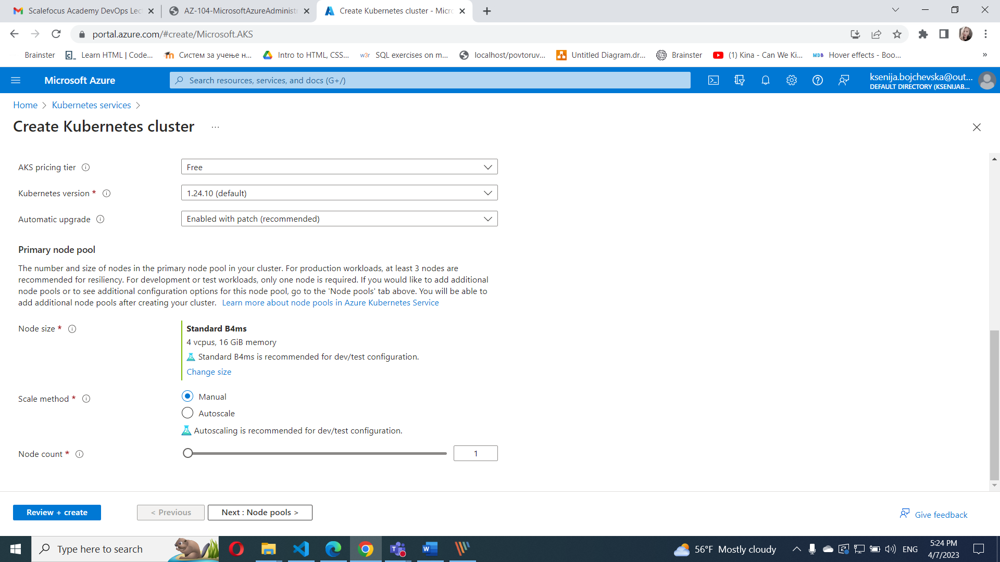 Scalefocus Academy DevOps Lec
AZ-104-MicrosoftAzureAdministr
Create Kubernetes cluster - Micro
portal.azure.com/#create/Microsoft.AKS
Brainster
Learn HTML | Code...
Систем за учење н...
Intro to HTML, CSS...
w3r SQL exercises on m...
localhost/povtoruv...
Untitled Diagram.dr...
Brainster
(1) Kina - Can We Ki...
MDB Hover effects - Boo...
»
Microsoft Azure
Search resources, services, and docs (G+/)
ksenija.bojchevska@out...
DEFAULT DIRECTORY (KSENIJAB...
Home > Kubernetes services >
Create Kubernetes cluster ...
AKS pricing tier
Free
Kubernetes version *
1.24.10 (default)
Automatic upgrade
Enabled with patch (recommended)
Primary node pool
The number and size of nodes in the primary node pool in your cluster. For production workloads, at least 3 nodes are
recommended for resiliency. For development or test workloads, only one node is required. If you would like to add additional
node pools or to see additional configuration options for this node pool, go to the 'Node pools' tab above. You will be able to
add additional node pools after creating your cluster. Learn more about node pools in Azure Kubernetes Service
Node size *
Standard B4ms
4 vcpus, 16 GiB memory
Standard B4ms is recommended for dev/test configuration.
Change size
Scale method *
Manual
Autoscale
Autoscaling is recommended for dev/test configuration.
Node count *
1
Review + create
< Previous
Next : Node pools >
Give feedback
Type here to search
56°F Mostly cloudy
ENG
5:24 PM
4/7/2023